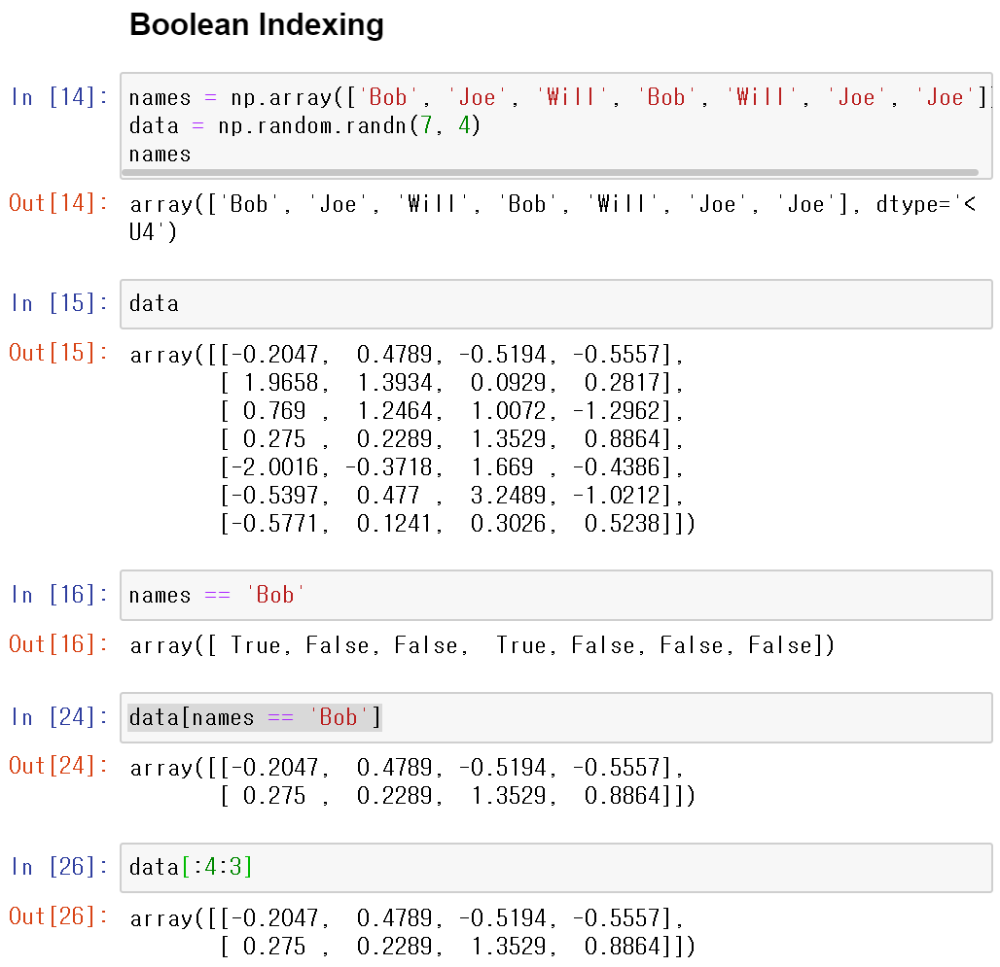 Boolean Indexing
In [14]: names = np.array(['Bob', 'Joe', 'Will', 'Bob', 'Will', 'Joe', 'Joe']
data = np.random.randn(7, 4)
names
Out[14]: array(['Bob', 'Joe', 'Will', 'Bob', 'Will', 'Joe', 'Joe'], dtype='<
U4')
In [15]: data
Out[15]: array([[-0.2047,  0.4789, -0.5194, -0.5557],
[ 1.9658,  1.3934,  0.0929,  0.2817],
[ 0.769 ,  1.2464,  1.0072, -1.2962],
[ 0.275 ,  0.2289,  1.3529,  0.8864],
[-2.0016, -0.3718,  1.669 , -0.4386],
[-0.5397,  0.477 ,  3.2489, -1.0212],
[-0.5771,  0.1241,  0.3026,  0.5238]])
In [16]: names == 'Bob'
Out[16]: array([ True, False, False,  True, False, False, False])
In [24]: data[names == 'Bob']
Out[24]: array([[-0.2047,  0.4789, -0.5194, -0.5557],
[ 0.275 ,  0.2289,  1.3529,  0.8864]])
In [26]: data[:4:3]
Out[26]: array([[-0.2047,  0.4789, -0.5194, -0.5557],
[ 0.275 ,  0.2289,  1.3529,  0.8864]])